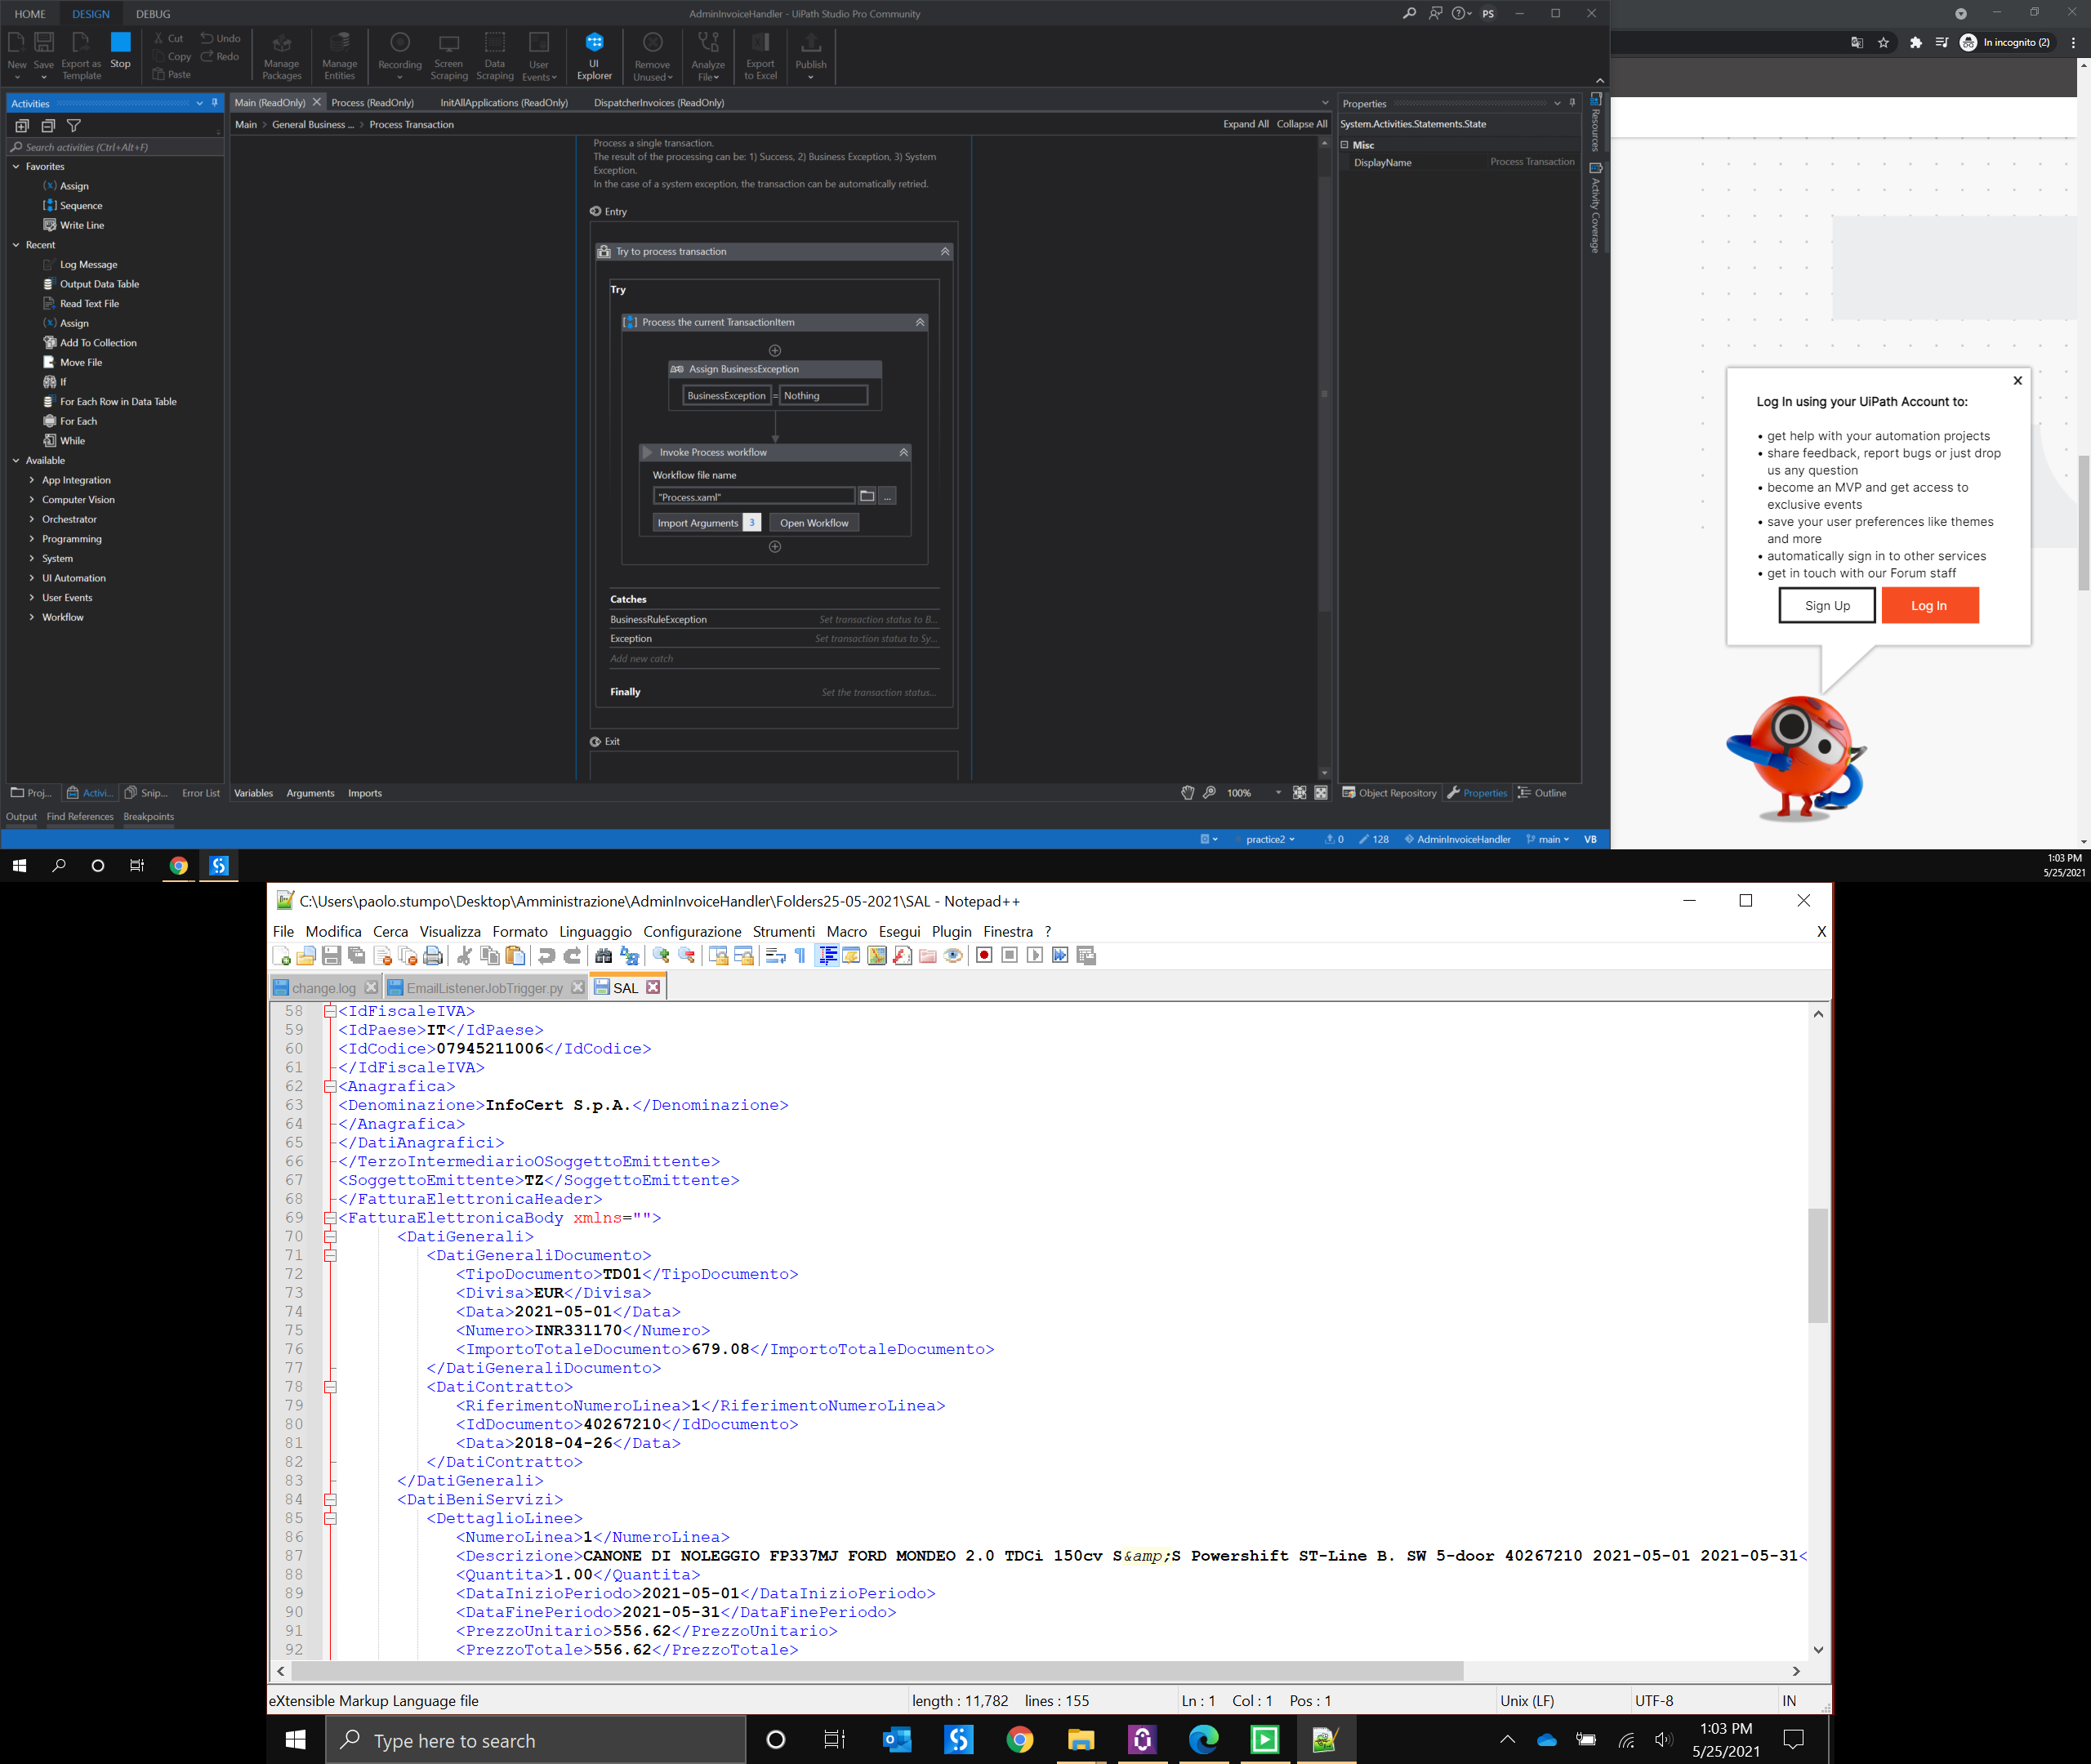 HOME DESIGN DEBUG AdminInvoiceHandler - UiPath Studio Pro Community PS
New Save Export as Template Stop Cut Copy Paste Undo Redo Manage Packages Manage Entities Recording Screen Scraping Data Scraping User Events UI Explorer Remove Unused Analyze File Export to Excel Publish
In incognito (2)
Activities
Search activities (Ctrl+Alt+F)
Favorites
Assign
Sequence
Write Line
Recent
Log Message
Output Data Table
Read Text File
Assign
Add To Collection
Move File
If
For Each Row in Data Table
For Each
While
Available
App Integration
Computer Vision
Orchestrator
Programming
System
UI Automation
User Events
Workflow
Proj... Activi... Snip... Error List
Main (ReadOnly) Process (ReadOnly) InitAllApplications (ReadOnly) DispatcherInvoices (ReadOnly)
Main > General Business ... > Process Transaction Expand All Collapse All
Process a single transaction.
The result of the processing can be: 1) Success, 2) Business Exception, 3) System
Exception.
In the case of a system exception, the transaction can be automatically retried.
Entry
Try to process transaction
Try
Process the current TransactionItem
Assign BusinessException
BusinessException = Nothing
Invoke Process workflow
Workflow file name
"Process.xaml" ...
Import Arguments 3 Open Workflow
Catches
BusinessRuleException Set transaction status to B...
Exception Set transaction status to Sy...
Add new catch
Finally Set the transaction status...
Exit
Variables Arguments Imports 100%
Properties
System.Activities.Statements.State
Misc
DisplayName Process Transaction
Resources
Activity Coverage
Object Repository Properties Outline
Output Find References Breakpoints
practice2 0 128 AdminInvoiceHandler main VB
x
Log In using your UiPath Account to:
• get help with your automation projects
• share feedback, report bugs or just drop
us any question
• become an MVP and get access to
exclusive events
• save your user preferences like themes
and more
• automatically sign in to other services
• get in touch with our Forum staff
Sign Up Log In
1:03 PM
5/25/2021
C:\Users\paolo.stumpo\Desktop\Amministrazione\AdminInvoiceHandler\Folders25-05-2021\SAL - Notepad++
File Modifica Cerca Visualizza Formato Linguaggio Configurazione Strumenti Macro Esegui Plugin Finestra ? X
change.log EmailListenerJobTrigger.py SAL
58 <IdFiscaleIVA>
59 <IdPaese>IT</IdPaese>
60 <IdCodice>07945211006</IdCodice>
61 </IdFiscaleIVA>
62 <Anagrafica>
63 <Denominazione>InfoCert S.p.A.</Denominazione>
64 </Anagrafica>
65 </DatiAnagrafici>
66 </TerzoIntermediarioOSoggettoEmittente>
67 <SoggettoEmittente>TZ</SoggettoEmittente>
68 </FatturaElettronicaHeader>
69 <FatturaElettronicaBody xmlns="">
70 <DatiGenerali>
71 <DatiGeneraliDocumento>
72 <TipoDocumento>TD01</TipoDocumento>
73 <Divisa>EUR</Divisa>
74 <Data>2021-05-01</Data>
75 <Numero>INR331170</Numero>
76 <ImportoTotaleDocumento>679.08</ImportoTotaleDocumento>
77 </DatiGeneraliDocumento>
78 <DatiContratto>
79 <RiferimentoNumeroLinea>1</RiferimentoNumeroLinea>
80 <IdDocumento>40267210</IdDocumento>
81 <Data>2018-04-26</Data>
82 </DatiContratto>
83 </DatiGenerali>
84 <DatiBeniServizi>
85 <DettaglioLinee>
86 <NumeroLinea>1</NumeroLinea>
87 <Descrizione>CANONE DI NOLEGGIO FP337MJ FORD MONDEO 2.0 TDCi 150cv S&amp;S Powershift ST-Line B. SW 5-door 40267210 2021-05-01 2021-05-31<
88 <Quantita>1.00</Quantita>
89 <DataInizioPeriodo>2021-05-01</DataInizioPeriodo>
90 <DataFinePeriodo>2021-05-31</DataFinePeriodo>
91 <PrezzoUnitario>556.62</PrezzoUnitario>
92 <PrezzoTotale>556.62</PrezzoTotale>
eXtensible Markup Language file length : 11,782 lines : 155 Ln : 1 Col : 1 Pos : 1 Unix (LF) UTF-8 IN
Type here to search
1:03 PM
5/25/2021